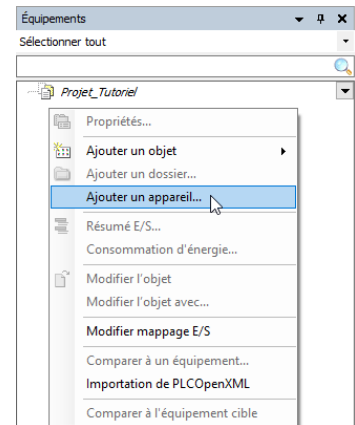 Équipements
Sélectionner tout
Projet_Tutoriel
Propriétés...
Ajouter un objet
Ajouter un dossier...
Ajouter un appareil...
Résumé E/S...
Consommation d'énergie...
Modifier l'objet
Modifier l'objet avec...
Modifier mappage E/S
Comparer à un équipement...
Importation de PLCOpenXML
Comparer à l'équipement cible